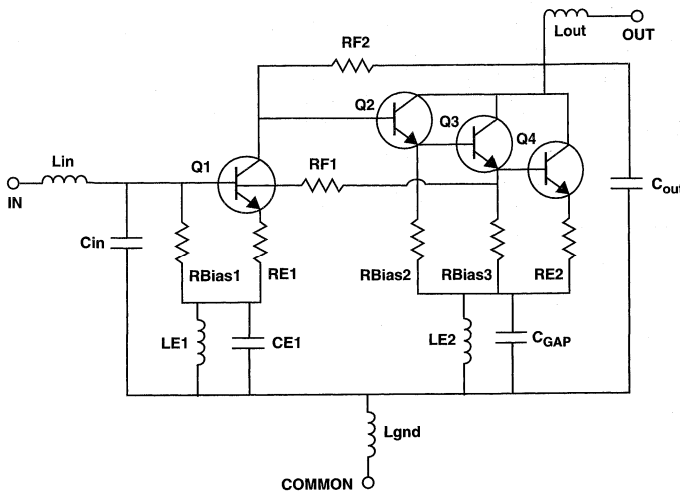 Lout
OUT
RF2
Q2
Q3
Q4
Lin
Q1
RF1
IN
Cout
Cin
RBias1
RE1
RBias2
RBias3
RE2
LE1
CE1
LE2
CGAP
Lgnd
COMMON